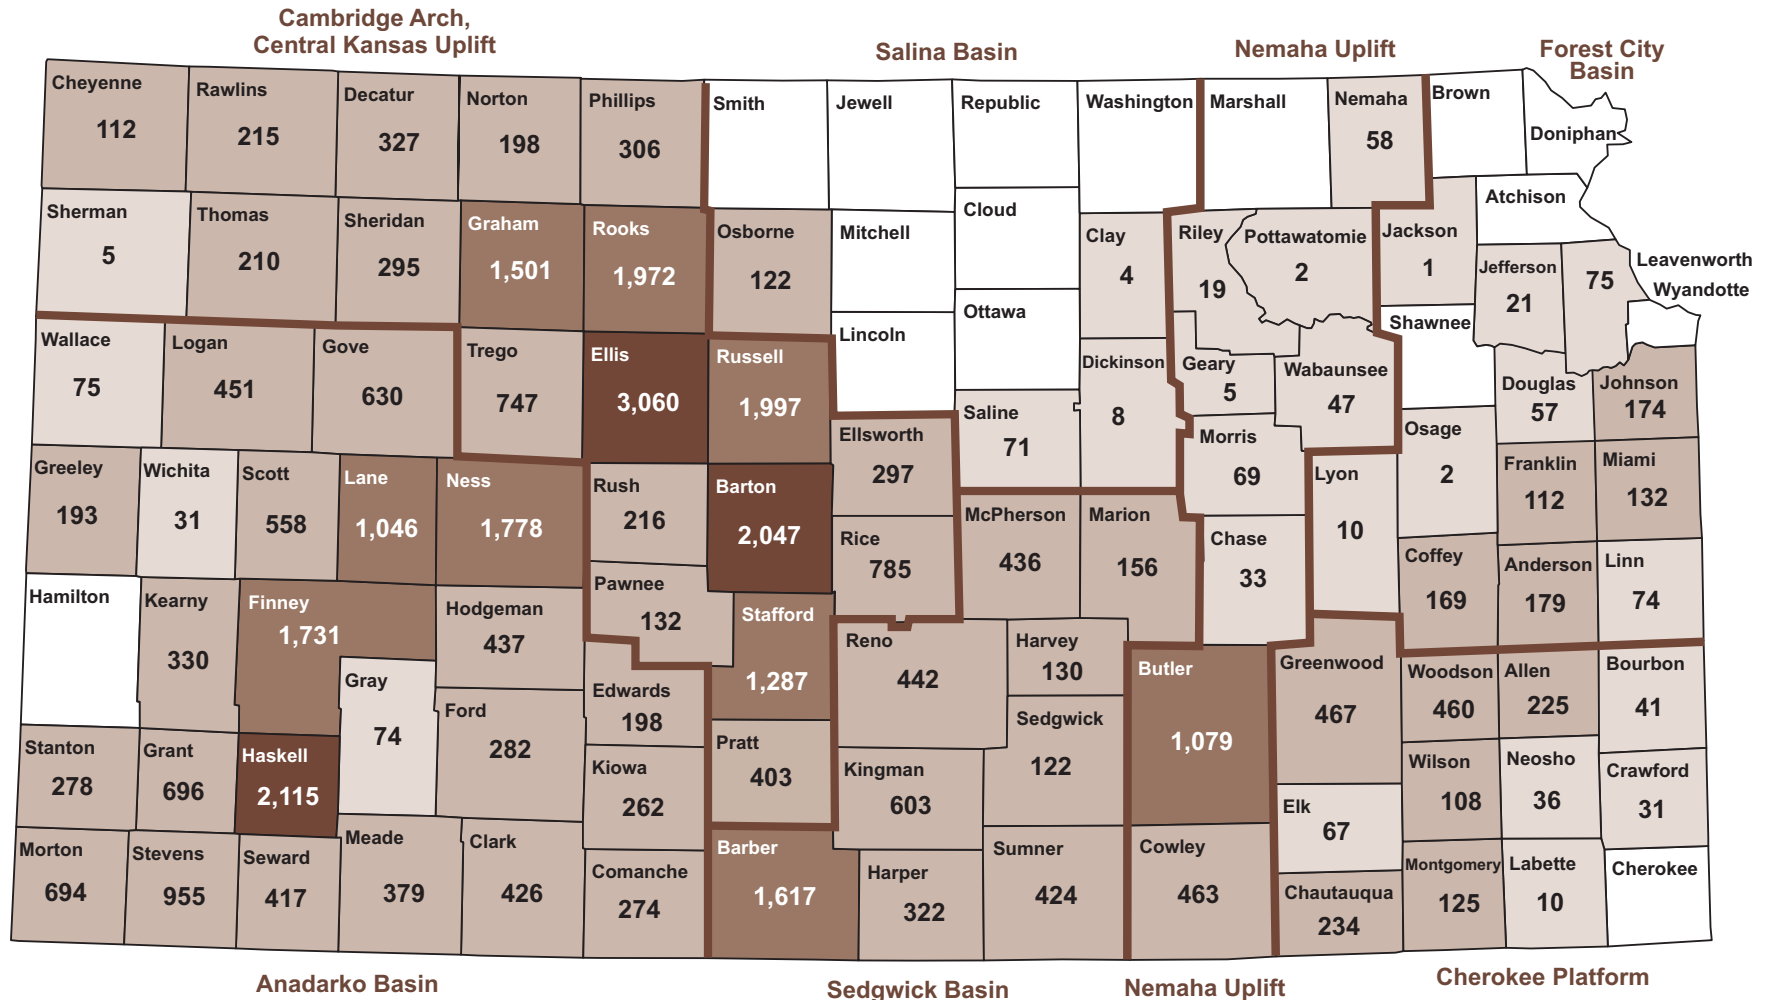 Cambridge Arch,
Central Kansas Uplift
Salina Basin
Nemaha Uplift
Forest City
Basin
Cheyenne
112
Rawlins
215
Decatur
327
Norton
198
Phillips
306
Smith
Jewell
Republic
Washington
Marshall
Nemaha
58
Brown
Doniphan
Atchison
Sherman
5
Thomas
210
Sheridan
295
Graham
1,501
Rooks
1,972
Osborne
122
Mitchell
Cloud
Clay
4
Riley
19
Pottawatomie
2
Jackson
1
Jefferson
21
75
Leavenworth
Wyandotte
Wallace
75
Logan
451
Gove
630
Trego
747
Ellis
3,060
Russell
1,997
Lincoln
Ottawa
Saline
71
Dickinson
8
Geary
5
Wabaunsee
47
Shawnee
Douglas
57
Johnson
174
Greeley
193
Wichita
31
Scott
558
Lane
1,046
Ness
1,778
Rush
216
Barton
2,047
Ellsworth
297
Rice
785
McPherson
436
Marion
156
Morris
69
Chase
33
Lyon
10
Osage
2
Franklin
112
Miami
132
Coffey
169
Anderson
179
Linn
74
Hamilton
Kearny
330
Finney
1,731
Hodgeman
437
Pawnee
132
Stafford
1,287
Reno
442
Harvey
130
Butler
1,079
Greenwood
467
Woodson
460
Allen
225
Bourbon
41
Gray
74
Ford
282
Edwards
198
Sedgwick
122
Stanton
278
Grant
696
Haskell
2,115
Kiowa
262
Pratt
403
Kingman
603
Elk
67
Wilson
108
Neosho
36
Crawford
31
Morton
694
Stevens
955
Seward
417
Meade
379
Clark
426
Comanche
274
Barber
1,617
Harper
322
Sumner
424
Cowley
463
Chautauqua
234
Montgomery
125
Labette
10
Cherokee
Anadarko Basin
Sedgwick Basin
Nemaha Uplift
Cherokee Platform